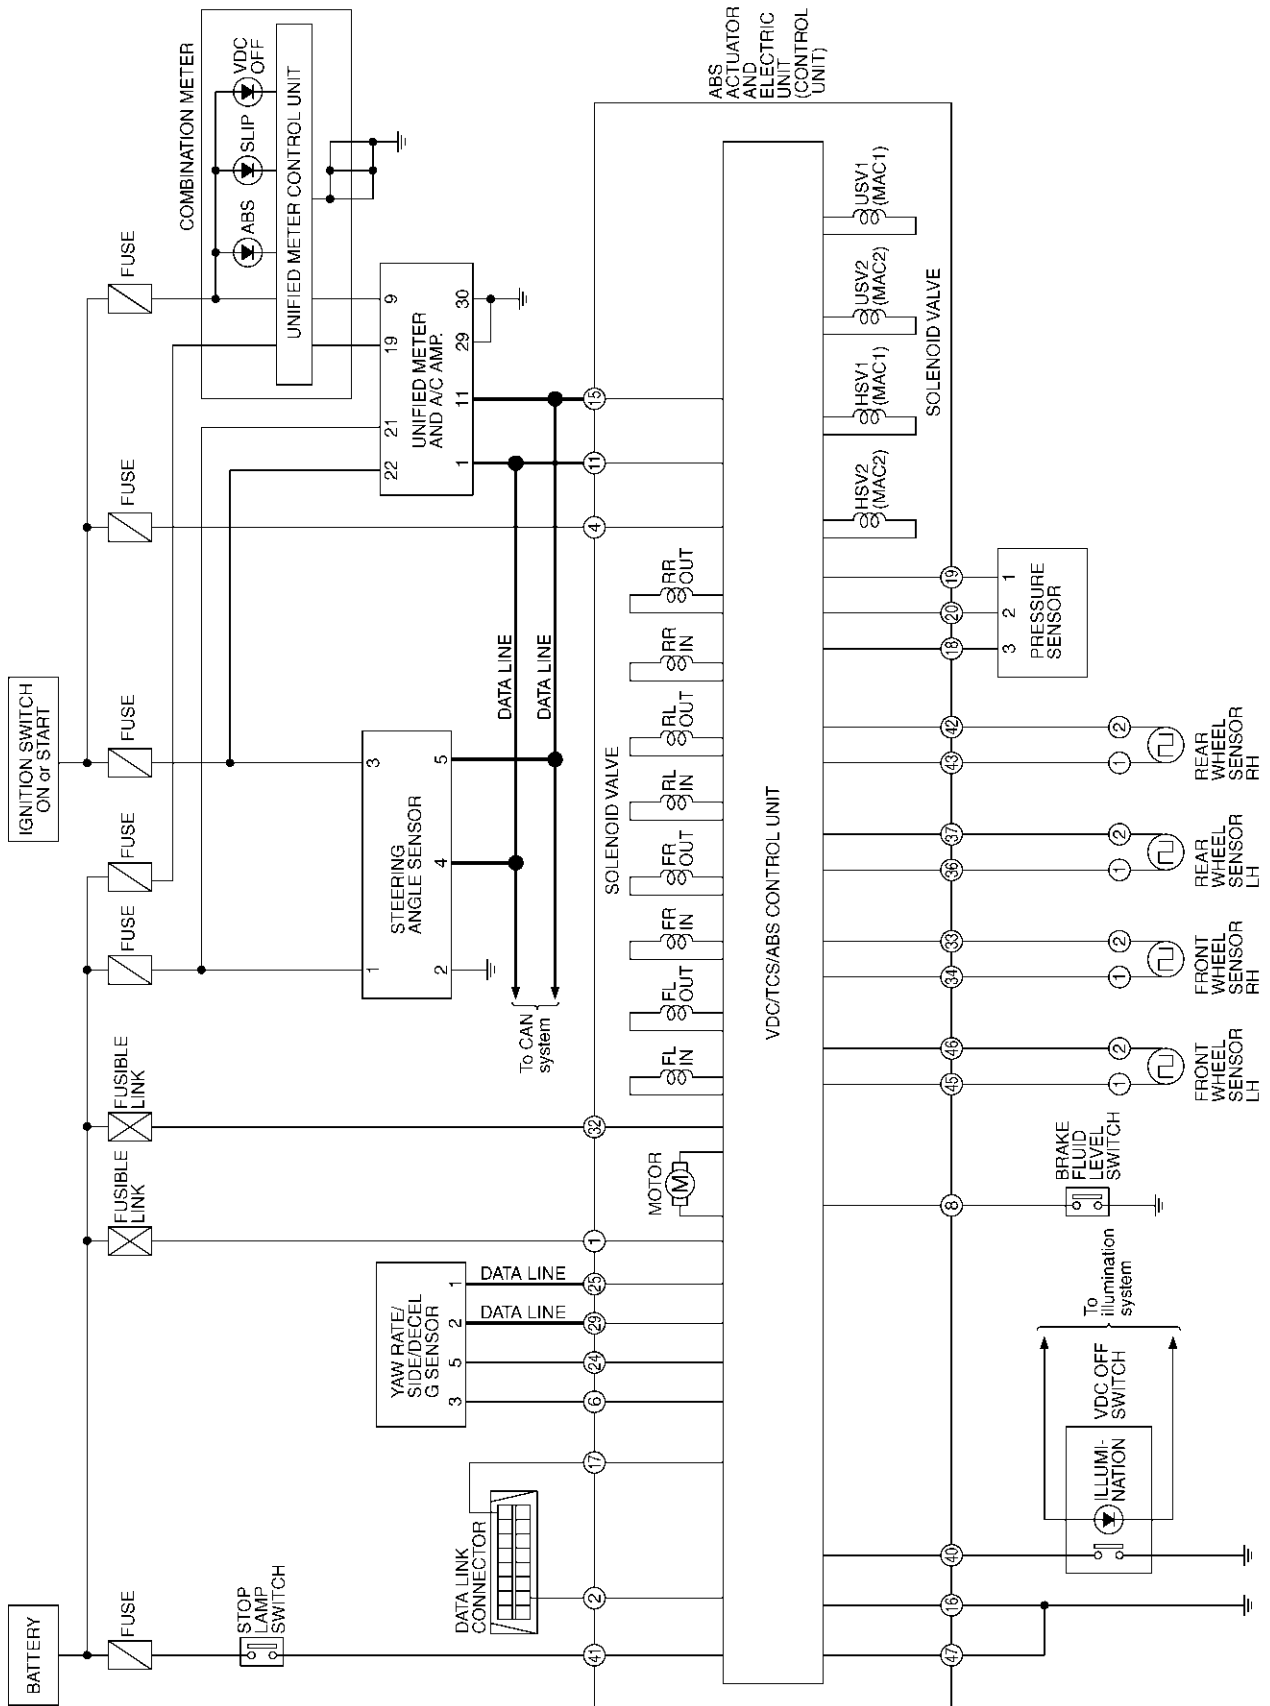 BATTERY
FUSE
STOP
LAMP
SWITCH
FUSIBLE
LINK
FUSIBLE
LINK
FUSE
FUSE
IGNITION SWITCH
ON or START
FUSE
FUSE
FUSE
COMBINATION METER
ABS
SLIP
VDC
OFF
UNIFIED METER CONTROL UNIT
DATA LINK
CONNECTOR
YAW RATE/
SIDE/DECEL
G SENSOR
3 5 2 1
DATA LINE
DATA LINE
STEERING
ANGLE SENSOR
1 3
2 4 5
To CAN
system
DATA LINE
DATA LINE
22 21 19 9
UNIFIED METER
AND A/C AMP.
1 11 29 30
41 2 17 6 24 29 25 1 32 4 11 15
ABS
ACTUATOR
AND
ELECTRIC
UNIT
(CONTROL
UNIT)
MOTOR
M
SOLENOID VALVE
FL
IN
FL
OUT
FR
IN
FR
OUT
RL
IN
RL
OUT
RR
IN
RR
OUT
VDC/TCS/ABS CONTROL UNIT
HSV2
(MAC2)
HSV1
(MAC1)
USV2
(MAC2)
USV1
(MAC1)
SOLENOID VALVE
47 16 40 8 45 46 34 33 36 37 43 42 18 20 19
ILLUMI-
NATION
VDC OFF
SWITCH
To
illumination
system
BRAKE
FLUID
LEVEL
SWITCH
1 2
FRONT
WHEEL
SENSOR
LH
1 2
FRONT
WHEEL
SENSOR
RH
1 2
REAR
WHEEL
SENSOR
LH
1 2
REAR
WHEEL
SENSOR
RH
3 2 1
PRESSURE
SENSOR